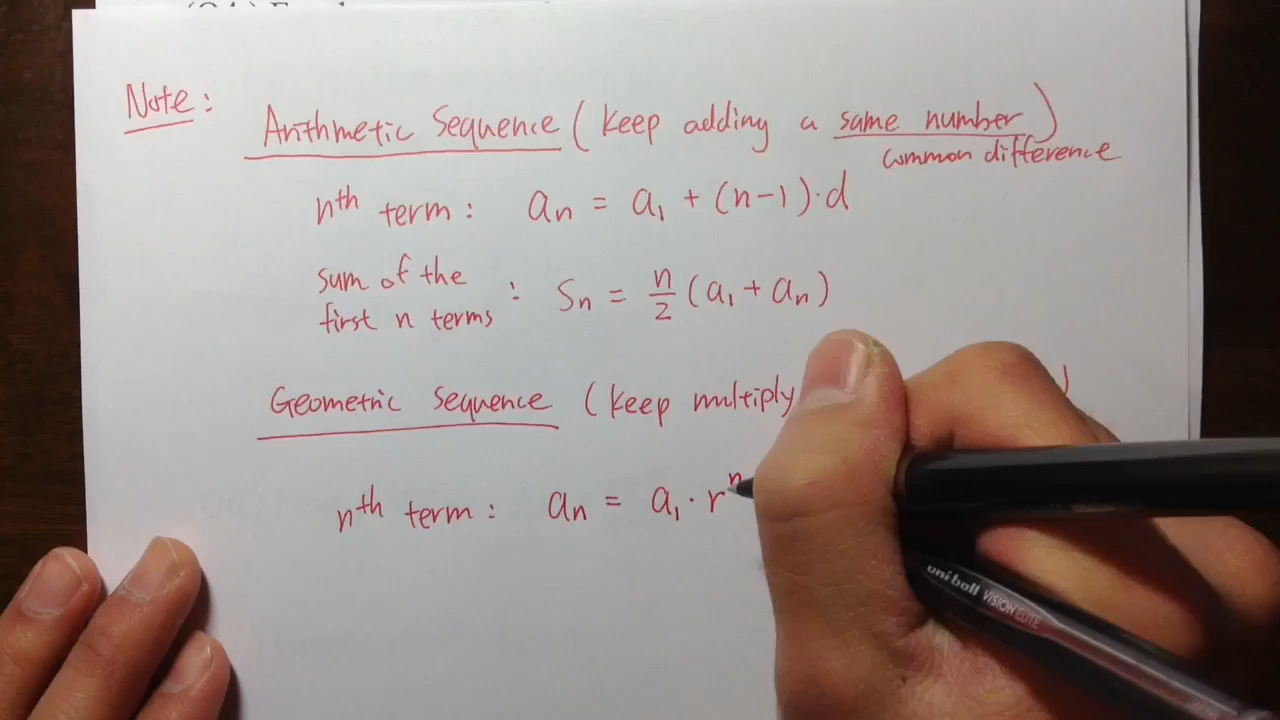 Note:
Arithmetic Sequence (keep adding a same number)
common difference
nth term: an = a1 + (n-1)·d
sum of the first n terms : Sn = n/2 (a1 + an)
Geometric Sequence (keep multiply )
nth term: an = a1 · r^n
uniball VISION ELITE